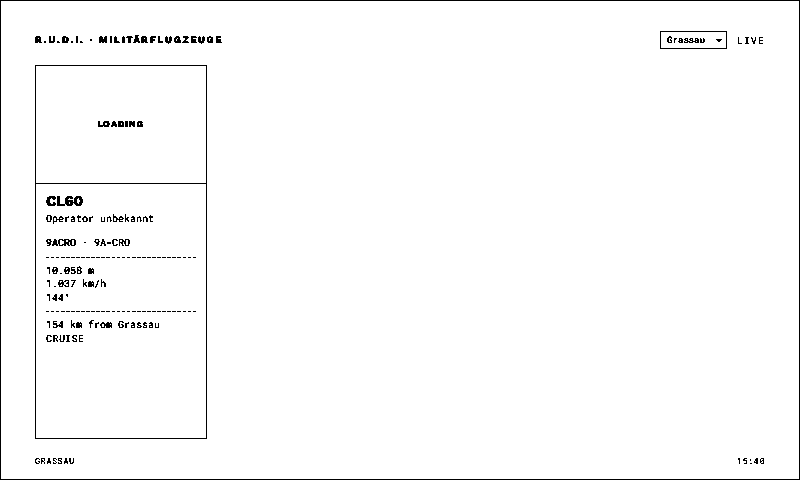 R.U.D.I. · MILITÄRFLUGZEUGE
Grassau
LIVE
LOADING
CL60
Operator unbekannt
9ACRO · 9A-CRO
10.058 m
1.037 km/h
144°
154 km from Grassau
CRUISE
GRASSAU
15:40